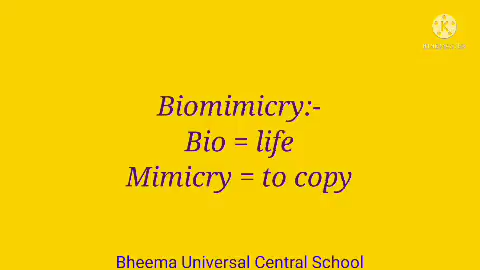 Biomimicry:-
Bio = life
Mimicry = to copy
Bheema Universal Central School